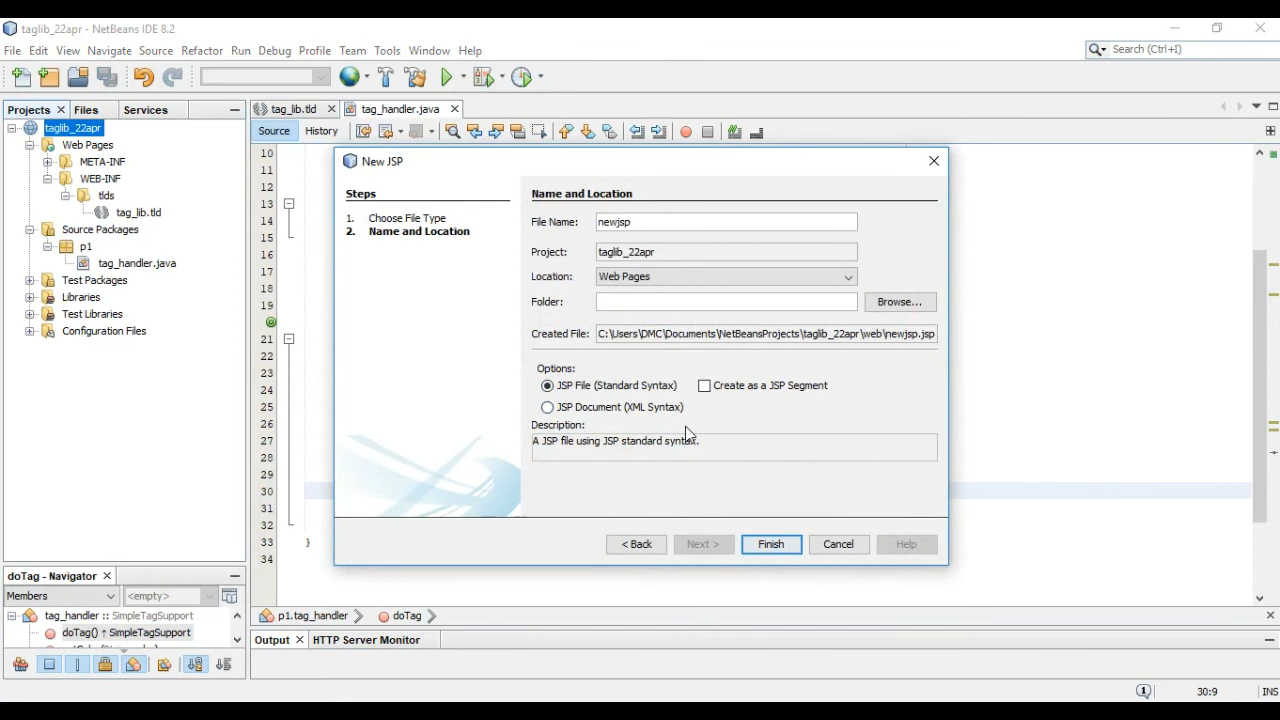 taglib_22apr - NetBeans IDE 8.2
File Edit View Navigate Source Refactor Run Debug Profile Team Tools Window Help
Search (Ctrl+I)
Projects Files Services
tag_lib.tld tag_handler.java
Source History
taglib_22apr
Web Pages
META-INF
WEB-INF
tlds
tag_lib.tld
Source Packages
p1
tag_handler.java
Test Packages
Libraries
Test Libraries
Configuration Files
10
11
12
13
14
15
16
17
18
19
21
22
23
24
25
26
27
28
29
30
31
32
33 }
34
New JSP
Steps
1. Choose File Type
2. Name and Location
Name and Location
File Name: newjsp
Project: taglib_22apr
Location: Web Pages
Folder: Browse...
Created File: C:\Users\DMC\Documents\NetBeansProjects\taglib_22apr\web\newjsp.jsp
Options:
JSP File (Standard Syntax) Create as a JSP Segment
JSP Document (XML Syntax)
Description:
A JSP file using JSP standard syntax.
< Back Next > Finish Cancel Help
doTag - Navigator
Members <empty>
tag_handler :: SimpleTagSupport
doTag() ↑ SimpleTagSupport
p1.tag_handler doTag
Output HTTP Server Monitor
1 30:9 INS